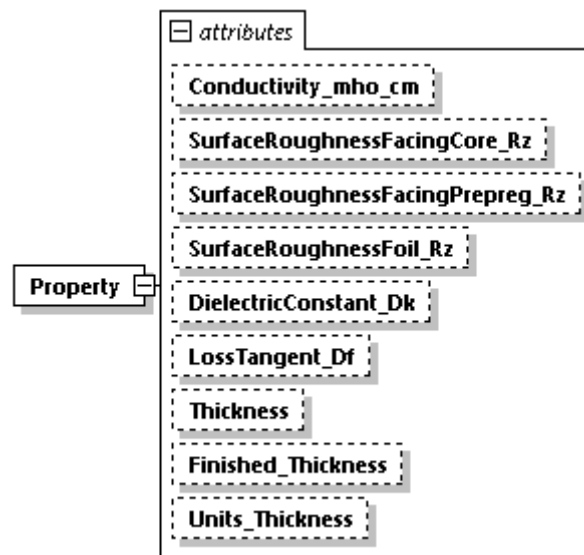 attributes
Conductivity_mho_cm
SurfaceRoughnessFacingCore_Rz
SurfaceRoughnessFacingPrepreg_Rz
SurfaceRoughnessFoil_Rz
Property
DielectricConstant_Dk
LossTangent_Df
Thickness
Finished_Thickness
Units_Thickness